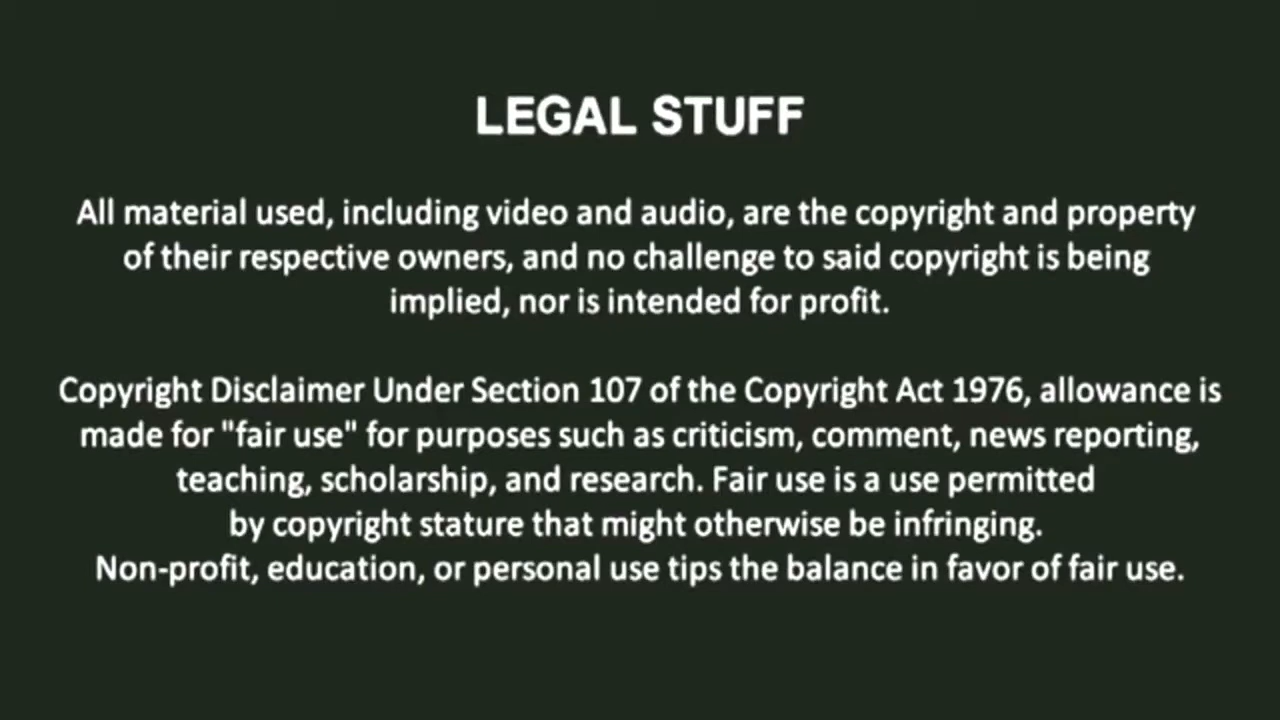 LEGAL STUFF
All material used, including video and audio, are the copyright and property
of their respective owners, and no challenge to said copyright is being
implied, nor is intended for profit.
Copyright Disclaimer Under Section 107 of the Copyright Act 1976, allowance is
made for "fair use" for purposes such as criticism, comment, news reporting,
teaching, scholarship, and research. Fair use is a use permitted
by copyright stature that might otherwise be infringing.
Non-profit, education, or personal use tips the balance in favor of fair use.